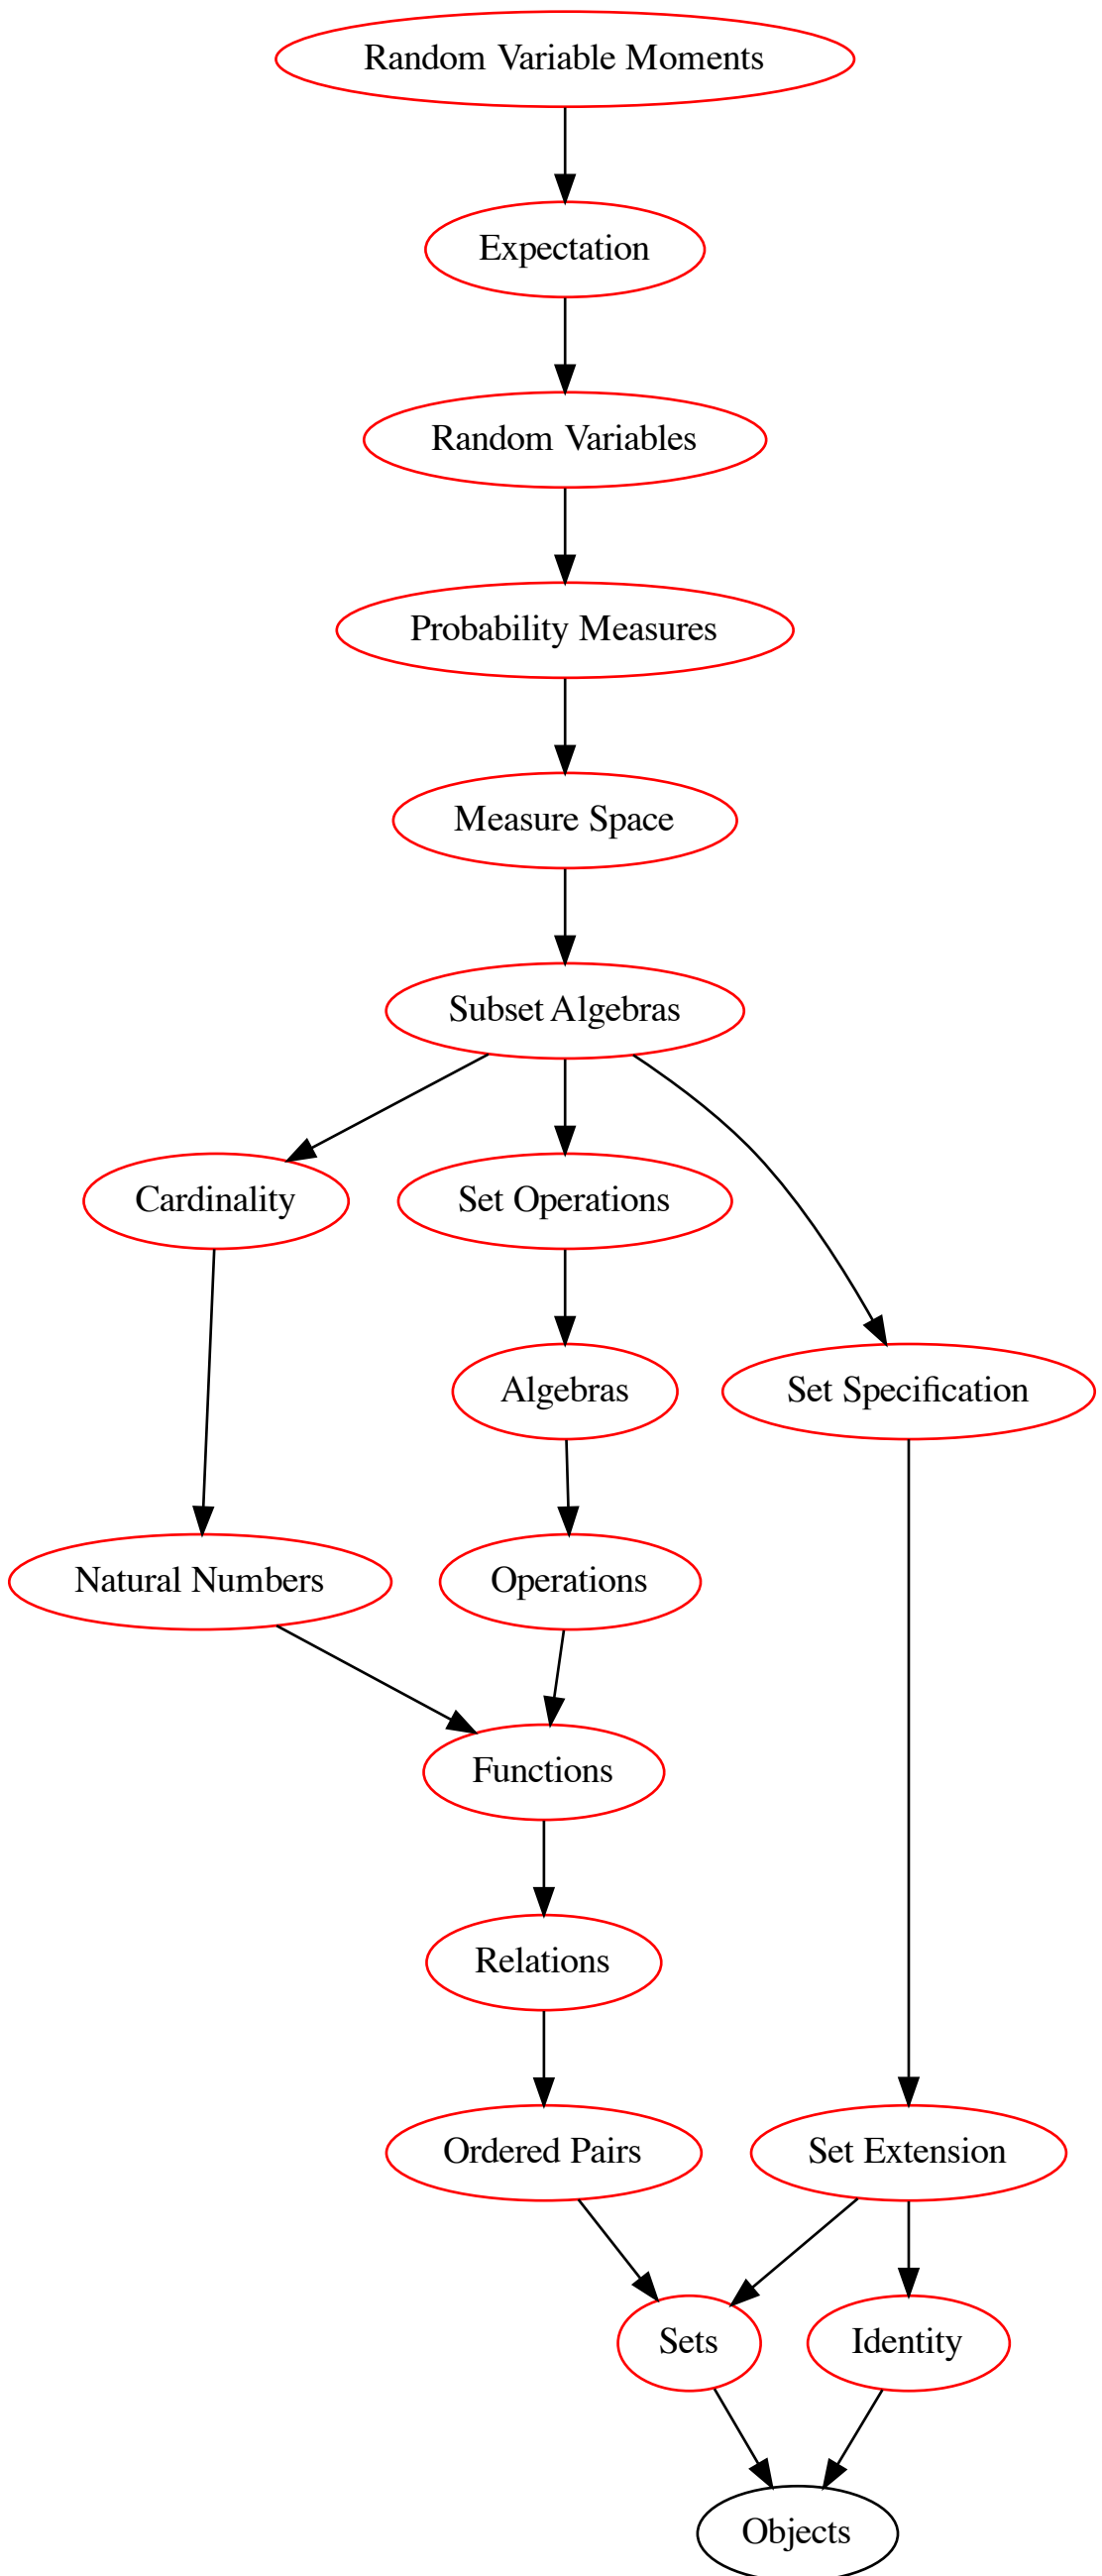 Random Variable Moments
Expectation
Random Variables
Probability Measures
Measure Space
Subset Algebras
Cardinality
Set Operations
Algebras
Set Specification
Natural Numbers
Operations
Functions
Relations
Ordered Pairs
Set Extension
Sets
Identity
Objects